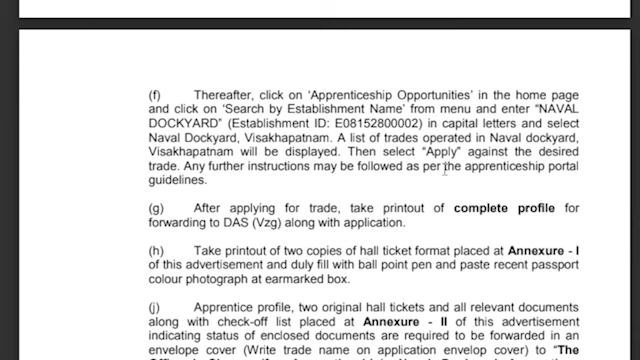 (f) Thereafter, click on 'Apprenticeship Opportunities' in the home page
and click on 'Search by Establishment Name' from menu and enter "NAVAL
DOCKYARD" (Establishment ID: E08152800002) in capital letters and select
Naval Dockyard, Visakhapatnam. A list of trades operated in Naval dockyard,
Visakhapatnam will be displayed. Then select "Apply" against the desired
trade. Any further instructions may be followed as per the apprenticeship portal
guidelines.
(g) After applying for trade, take printout of complete profile for
forwarding to DAS (Vzg) along with application.
(h) Take printout of two copies of hall ticket format placed at Annexure - I
of this advertisement and duly fill with ball point pen and paste recent passport
colour photograph at earmarked box.
(j) Apprentice profile, two original hall tickets and all relevant documents
along with check-off list placed at Annexure - II of this advertisement
indicating status of enclosed documents are required to be forwarded in an
envelope cover (Write trade name on application envelop cover) to "The